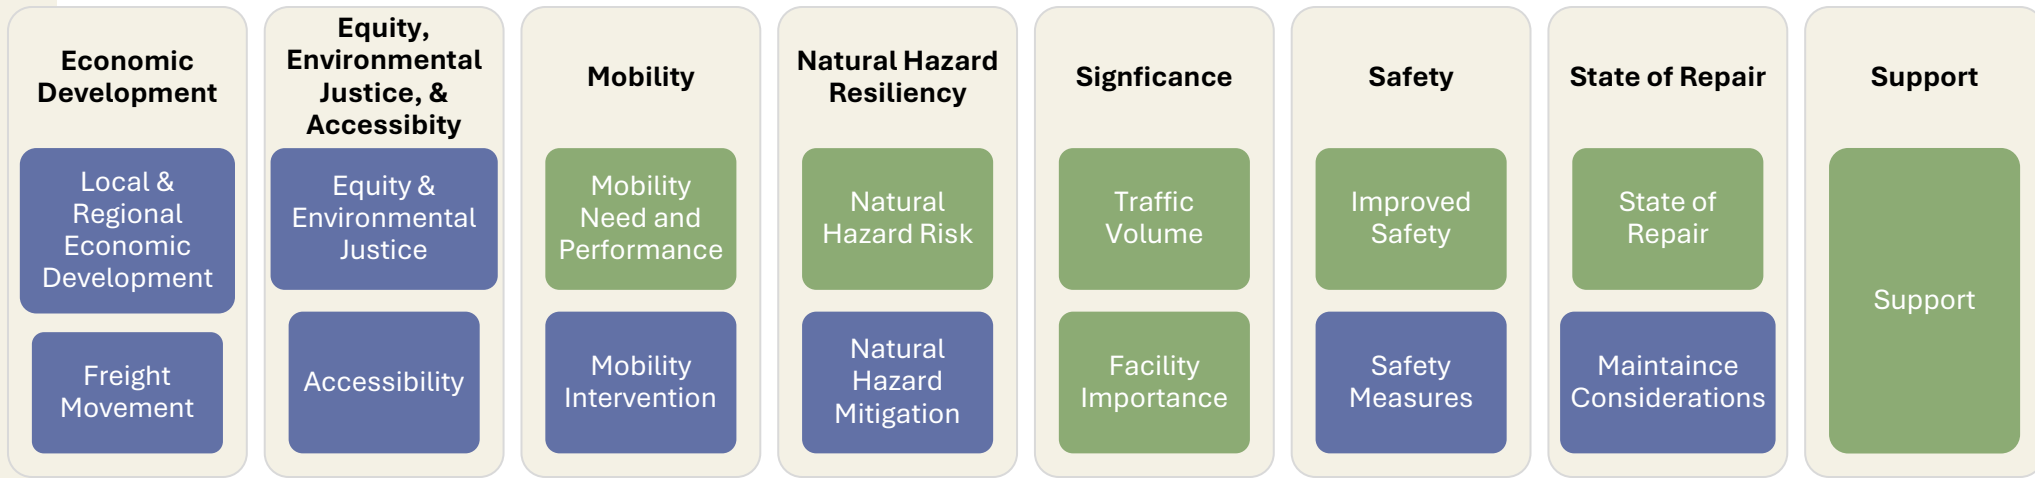 Economic
Development
Local &
Regional
Economic
Development
Freight
Movement
Equity,
Environmental
Justice, &
Accessibity
Equity &
Environmental
Justice
Accessibility
Mobility
Mobility
Need and
Performance
Mobility
Intervention
Natural Hazard
Resiliency
Natural
Hazard Risk
Natural
Hazard
Mitigation
Signficance
Traffic
Volume
Facility
Importance
Safety
Improved
Safety
Safety
Measures
State of Repair
State of
Repair
Maintaince
Considerations
Support
Support